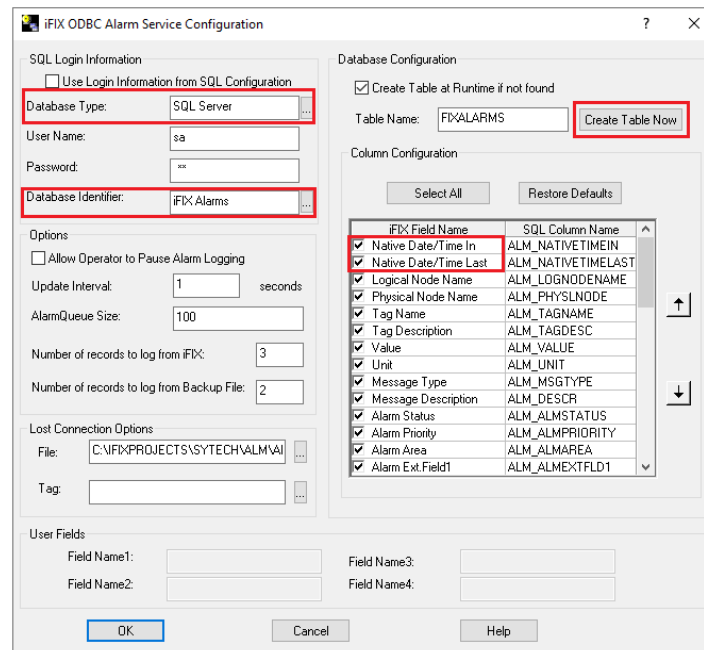 iFIX ODBC Alarm Service Configuration
SQL Login Information
Use Login Information from SQL Configuration
Database Type: SQL Server ...
User Name: sa
Password: **
Database Identifier: iFIX Alarms ...
Options
Allow Operator to Pause Alarm Logging
Update Interval: 1 seconds
AlarmQueue Size: 100
Number of records to log from iFIX: 3
Number of records to log from Backup File: 2
Lost Connection Options
File: C:\IFIXPROJECTS\SYTECH\ALM\Al ...
Tag: ...
Database Configuration
Create Table at Runtime if not found
Table Name: FIXALARMS Create Table Now
Column Configuration
Select All Restore Defaults
iFIX Field Name SQL Column Name
Native Date/Time In ALM_NATIVETIMEIN
Native Date/Time Last ALM_NATIVETIMELAST
Logical Node Name ALM_LOGNODENAME
Physical Node Name ALM_PHYSLNODE
Tag Name ALM_TAGNAME
Tag Description ALM_TAGDESC
Value ALM_VALUE
Unit ALM_UNIT
Message Type ALM_MSGTYPE
Message Description ALM_DESCR
Alarm Status ALM_ALMSTATUS
Alarm Priority ALM_ALMPRIORITY
Alarm Area ALM_ALMAREA
Alarm Ext.Field1 ALM_ALMEXTFLD1
User Fields
Field Name1: Field Name3:
Field Name2: Field Name4:
OK Cancel Help